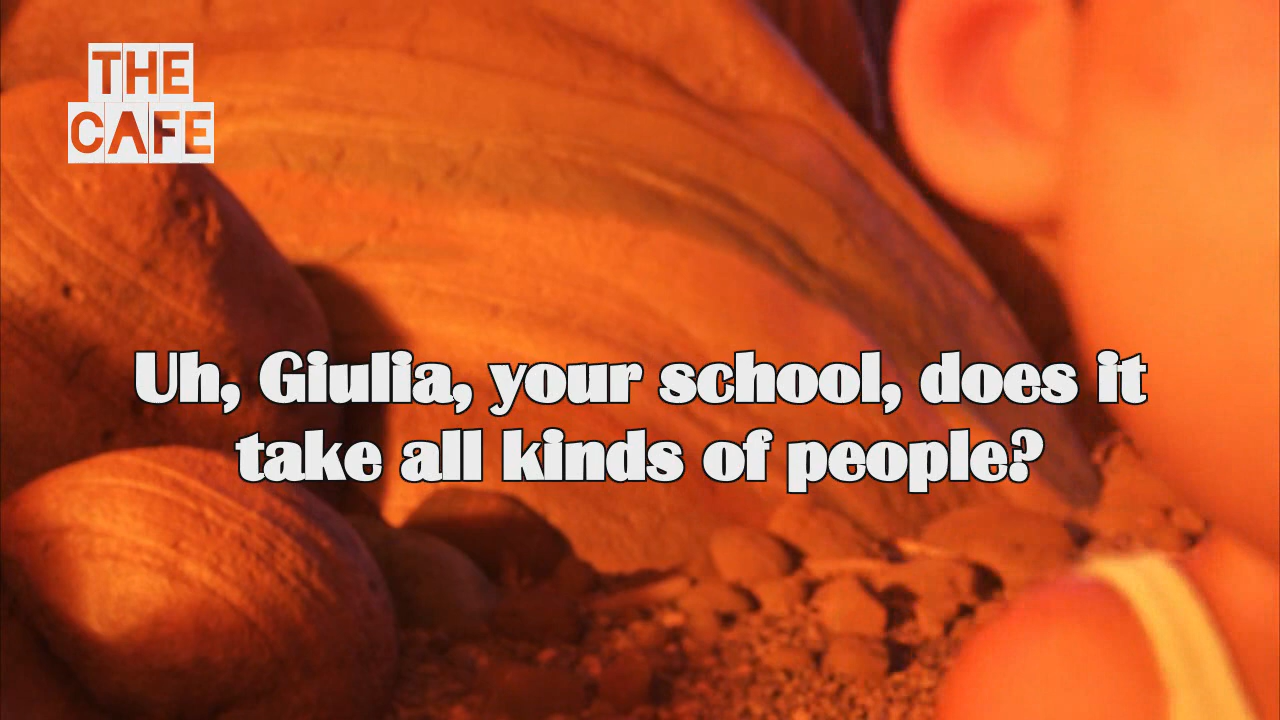 THE
CAFE
Uh, Giulia, your school, does it
take all kinds of people?